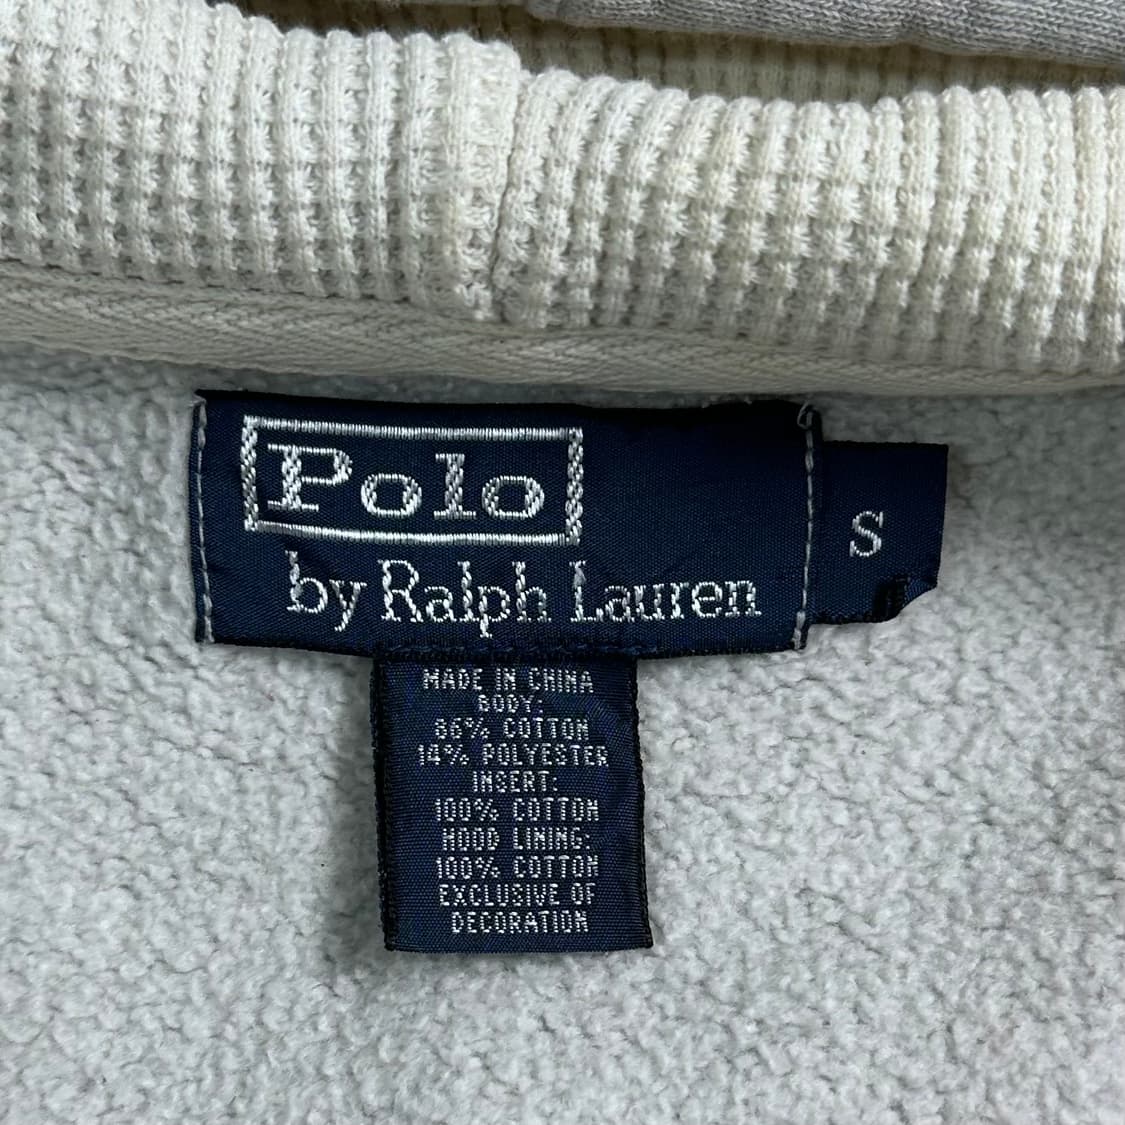 Polo
by Ralph Lauren
S
MADE IN CHINA
BODY:
86% COTTON
14% POLYESTER
INSERT:
100% COTTON
HOOD LINING:
100% COTTON
EXCLUSIVE OF
DECORATION